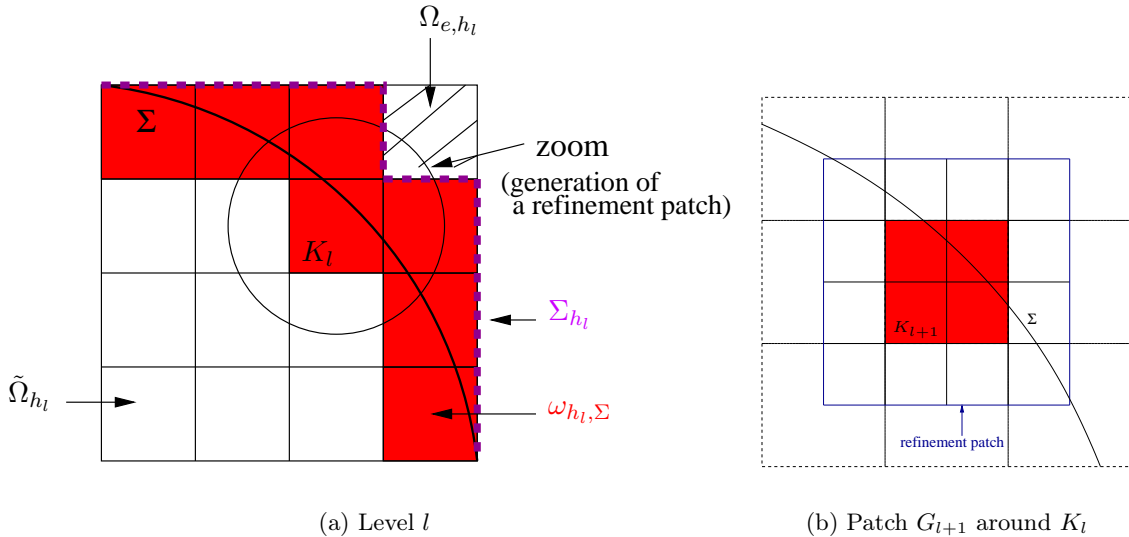 Ω_{e,h_l}
Σ
zoom
(generation of
a refinement patch)
K_l
Σ_{h_l}
Ω̃_{h_l}
ω_{h_l,Σ}
(a) Level l
K_{l+1}
Σ
refinement patch
(b) Patch G_{l+1} around K_l